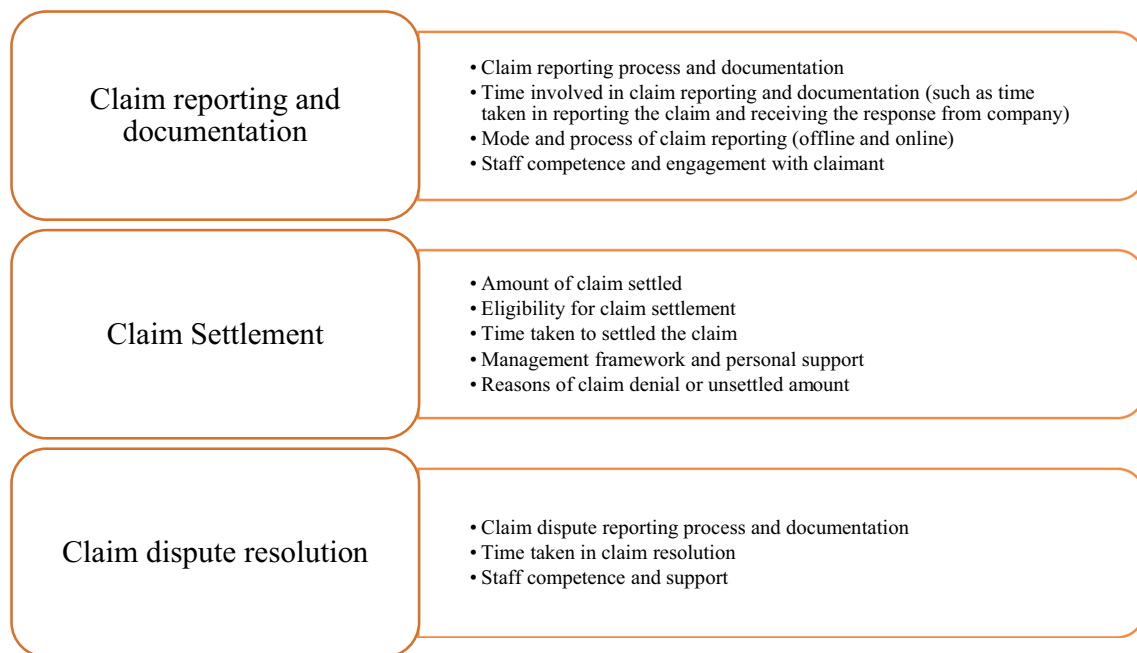 Claim reporting and
documentation
• Claim reporting process and documentation
• Time involved in claim reporting and documentation (such as time
taken in reporting the claim and receiving the response from company)
• Mode and process of claim reporting (offline and online)
• Staff competence and engagement with claimant
Claim Settlement
• Amount of claim settled
• Eligibility for claim settlement
• Time taken to settled the claim
• Management framework and personal support
• Reasons of claim denial or unsettled amount
Claim dispute resolution
• Claim dispute reporting process and documentation
• Time taken in claim resolution
• Staff competence and support